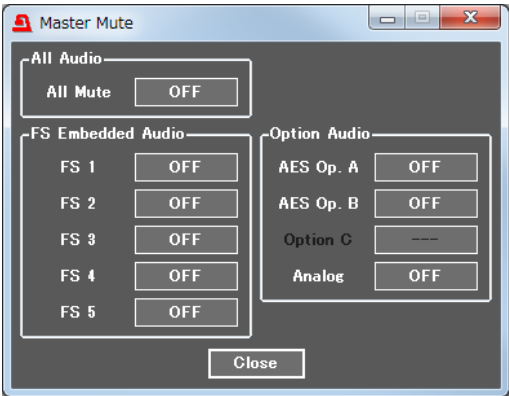 Master Mute
All Audio
All Mute OFF
FS Embedded Audio
FS 1 OFF
FS 2 OFF
FS 3 OFF
FS 4 OFF
FS 5 OFF
Option Audio
AES Op. A OFF
AES Op. B OFF
Option C ---
Analog OFF
Close